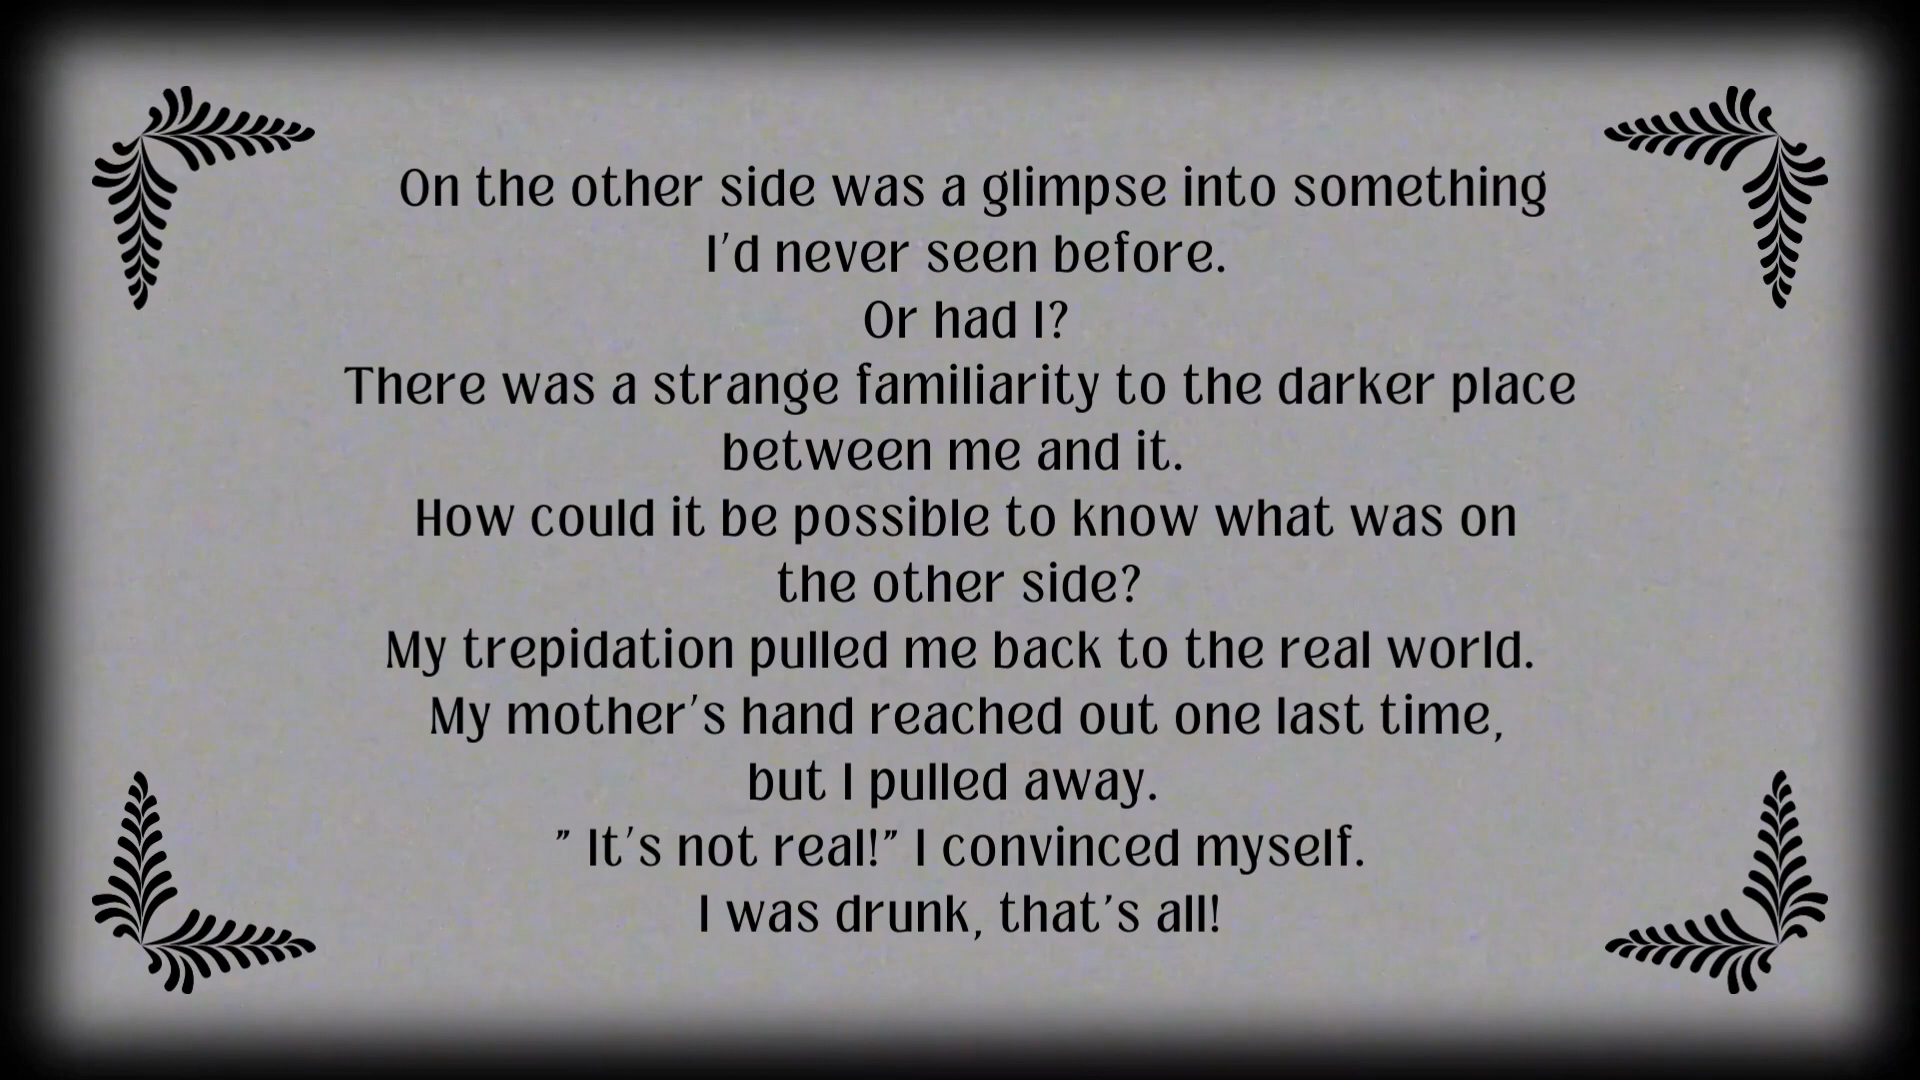 On the other side was a glimpse into something
I'd never seen before.
Or had I?
There was a strange familiarity to the darker place
between me and it.
How could it be possible to know what was on
the other side?
My trepidation pulled me back to the real world.
My mother's hand reached out one last time,
but I pulled away.
" It's not real!" I convinced myself.
I was drunk, that's all!